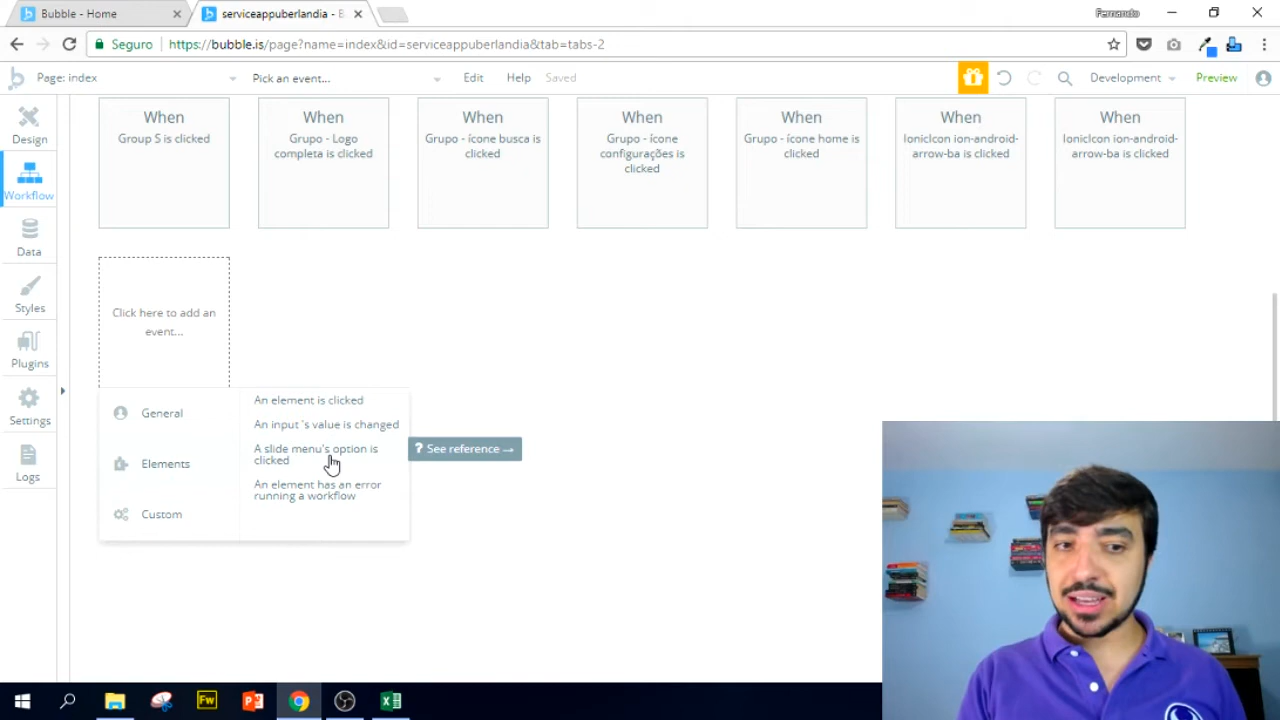 Bubble - Home
serviceappuberlandia - B
Fernando
Seguro
https://bubble.is/page?name=index&id=serviceappuberlandia&tab=tabs-2
Page: index
Pick an event...
Edit
Help
Saved
Development
Preview
Design
Workflow
Data
Styles
Plugins
Settings
Logs
When
Group S is clicked
When
Grupo - Logo
completa is clicked
When
Grupo - ícone busca is
clicked
When
Grupo - ícone
configurações is
clicked
When
Grupo - ícone home is
clicked
When
IonicIcon ion-android-
arrow-ba is clicked
When
IonicIcon ion-android-
arrow-ba is clicked
Click here to add an
event...
General
Elements
Custom
An element is clicked
An input 's value is changed
A slide menu's option is
clicked
An element has an error
running a workflow
? See reference →
Fw